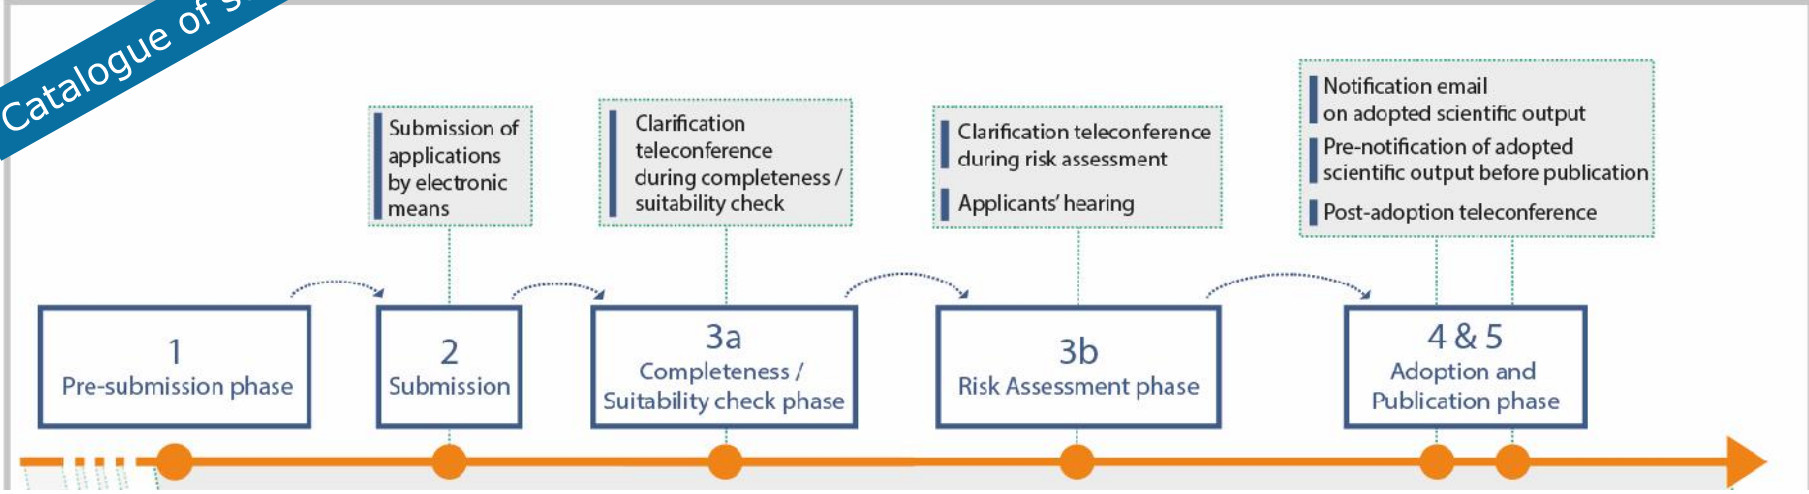 Catalogue of
Submission of
applications
by electronic
means
Clarification
teleconference
during completeness /
suitability check
Clarification teleconference
during risk assessment
Applicants' hearing
Notification email
on adopted scientific output
Pre-notification of adopted
scientific output before publication
Post-adoption teleconference
1
Pre-submission phase
2
Submission
3a
Completeness /
Suitability check phase
3b
Risk Assessment phase
4 & 5
Adoption and
Publication phase